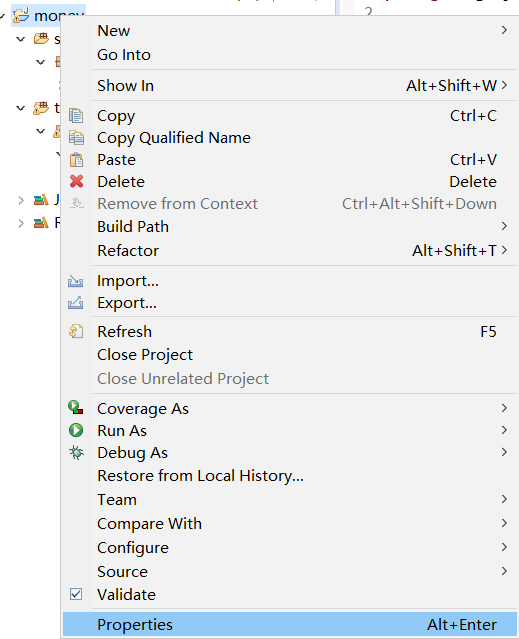 money
2
New
Go Into
Show In Alt+Shift+W
Copy Ctrl+C
Copy Qualified Name
Paste Ctrl+V
Delete Delete
Remove from Context Ctrl+Alt+Shift+Down
Build Path
Refactor Alt+Shift+T
Import...
Export...
Refresh F5
Close Project
Close Unrelated Project
Coverage As
Run As
Debug As
Restore from Local History...
Team
Compare With
Configure
Source
Validate
Properties Alt+Enter